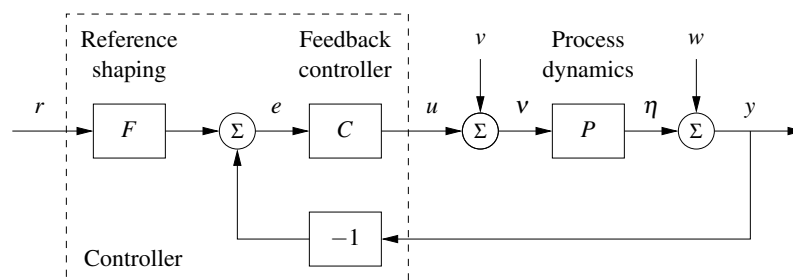 Reference
shaping
Feedback
controller
v
Process
dynamics
w
r
F
Σ
e
C
u
Σ
ν
P
η
Σ
y
−1
Controller